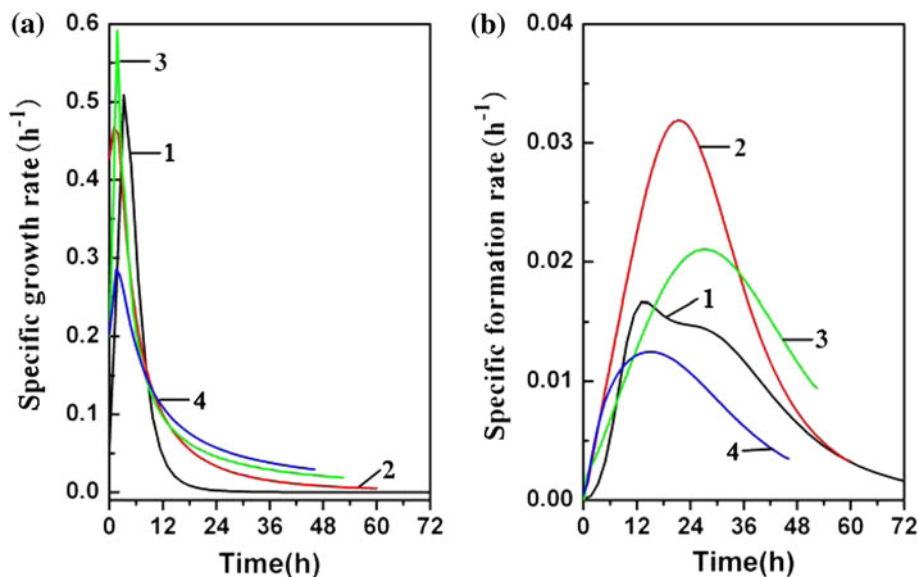 (a)
Specific growth rate (h-1)
0.6
0.5
0.4
0.3
0.2
0.1
0.0
3
1
4
2
0 12 24 36 48 60 72
Time(h)
(b)
Specific formation rate (h-1)
0.04
0.03
0.02
0.01
0.00
2
1
3
4
0 12 24 36 48 60 72
Time(h)